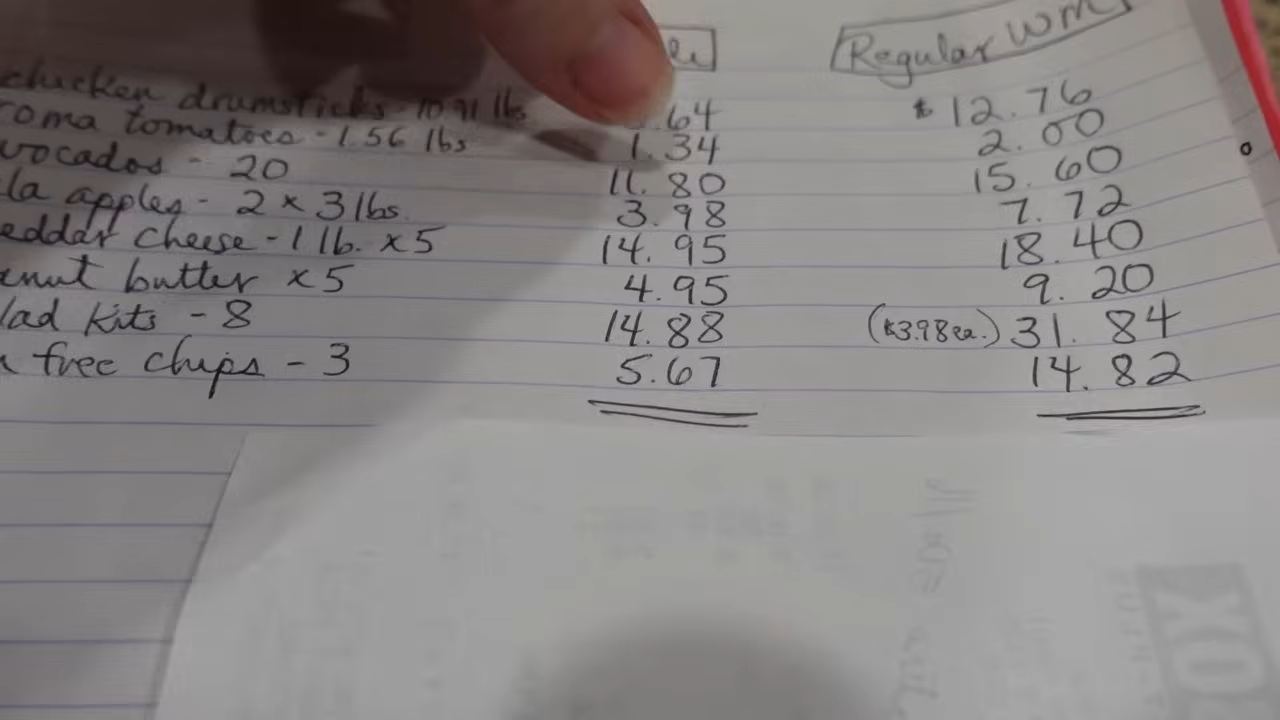 Regular WM
chicken drumsticks - 10.91 lbs .64 $12.76
roma tomatoes - 1.56 lbs 1.34 2.00
vocados - 20 11.80 15.60
la apples - 2 x 3 lbs. 3.98 7.72
eddar cheese - 1 lb. x 5 14.95 18.40
nut butter x 5 4.95 9.20
lad kits - 8 14.88 ($3.98 ea.) 31.84
free chips - 3 5.67 14.82